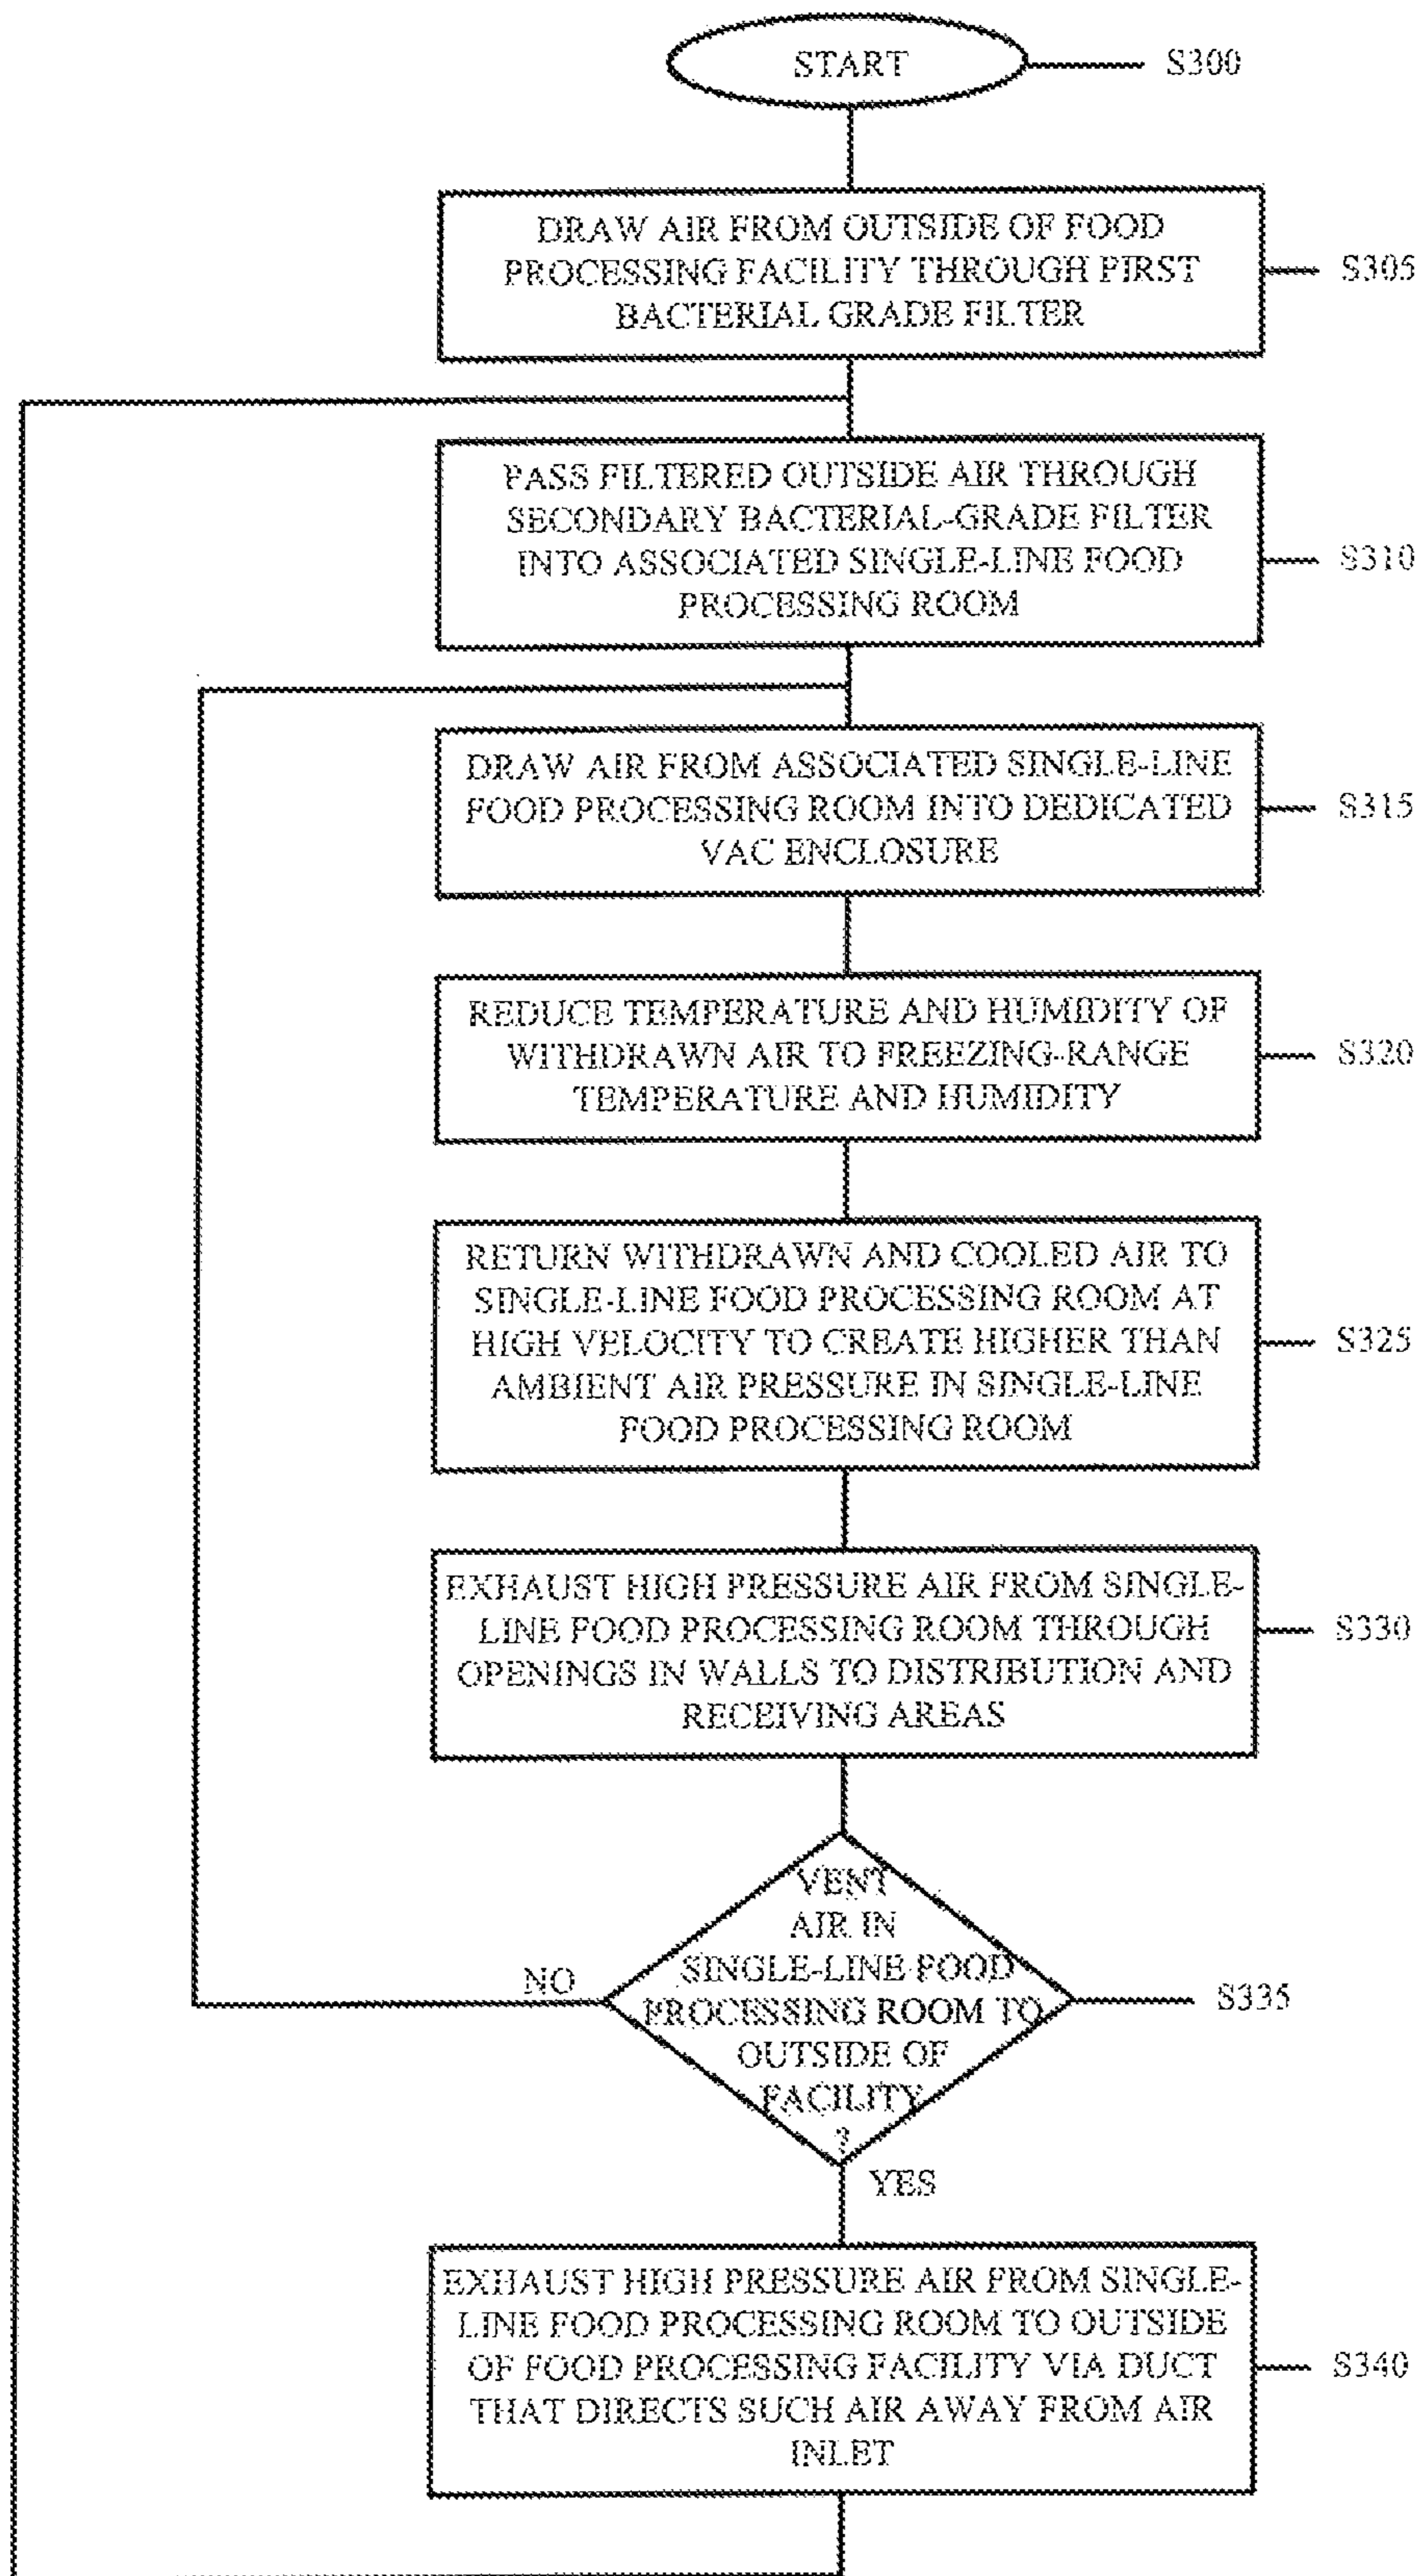 START
S300
DRAW AIR FROM OUTSIDE OF FOOD
PROCESSING FACILITY THROUGH FIRST
BACTERIAL GRADE FILTER
S305
PASS FILTERED OUTSIDE AIR THROUGH
SECONDARY BACTERIAL-GRADE FILTER
INTO ASSOCIATED SINGLE-LINE FOOD
PROCESSING ROOM
S310
DRAW AIR FROM ASSOCIATED SINGLE-LINE
FOOD PROCESSING ROOM INTO DEDICATED
VAC ENCLOSURE
S315
REDUCE TEMPERATURE AND HUMIDITY OF
WITHDRAWN AIR TO FREEZING-RANGE
TEMPERATURE AND HUMIDITY
S320
RETURN WITHDRAWN AND COOLED AIR TO
SINGLE-LINE FOOD PROCESSING ROOM AT
HIGH VELOCITY TO CREATE HIGHER THAN
AMBIENT AIR PRESSURE IN SINGLE-LINE
FOOD PROCESSING ROOM
S325
EXHAUST HIGH PRESSURE AIR FROM SINGLE-
LINE FOOD PROCESSING ROOM THROUGH
OPENINGS IN WALLS TO DISTRIBUTION AND
RECEIVING AREAS
S330
VENT
AIR IN
SINGLE-LINE FOOD
PROCESSING ROOM TO
OUTSIDE OF
FACILITY
?
NO
S335
YES
EXHAUST HIGH PRESSURE AIR FROM SINGLE-
LINE FOOD PROCESSING ROOM TO OUTSIDE
OF FOOD PROCESSING FACILITY VIA DUCT
THAT DIRECTS SUCH AIR AWAY FROM AIR
INLET
S340